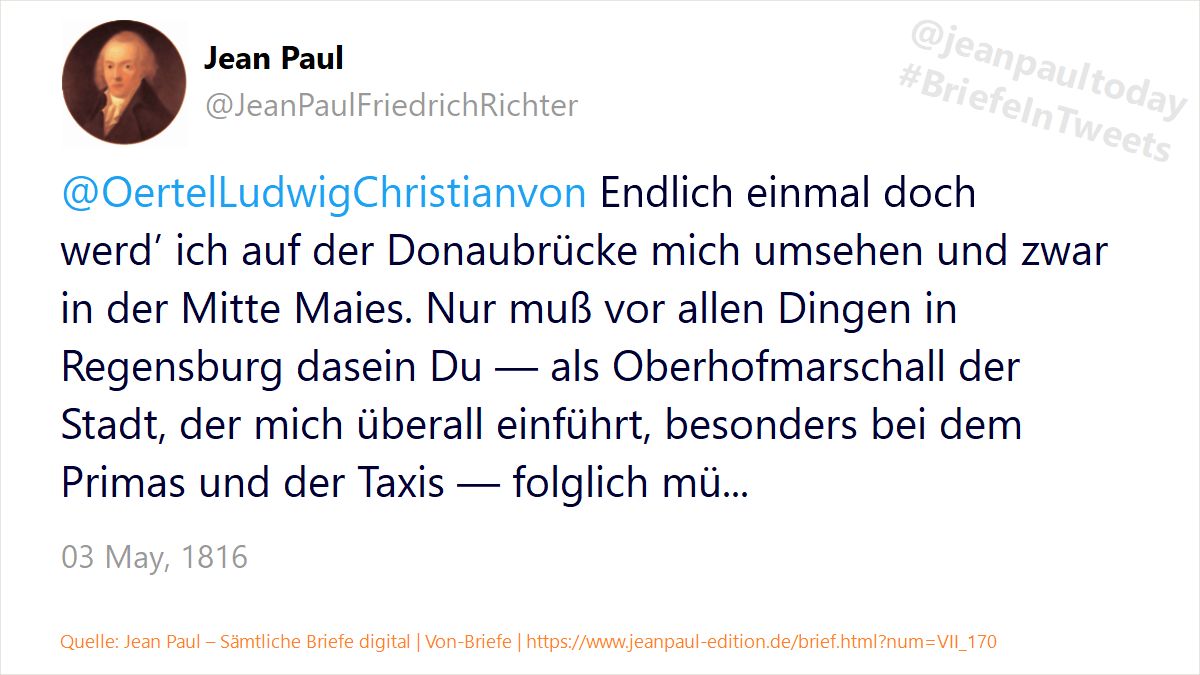 Jean Paul
@JeanPaulFriedrichRichter
@jeanpaultoday
#BriefeInTweets
@OertelLudwigChristianvon Endlich einmal doch
werd’ ich auf der Donaubrücke mich umsehen und zwar
in der Mitte Maies. Nur muß vor allen Dingen in
Regensburg dasein Du — als Oberhofmarschall der
Stadt, der mich überall einführt, besonders bei dem
Primas und der Taxis — folglich mü...
03 May, 1816
Quelle: Jean Paul – Sämtliche Briefe digital | Von-Briefe | https://www.jeanpaul-edition.de/brief.html?num=VII_170